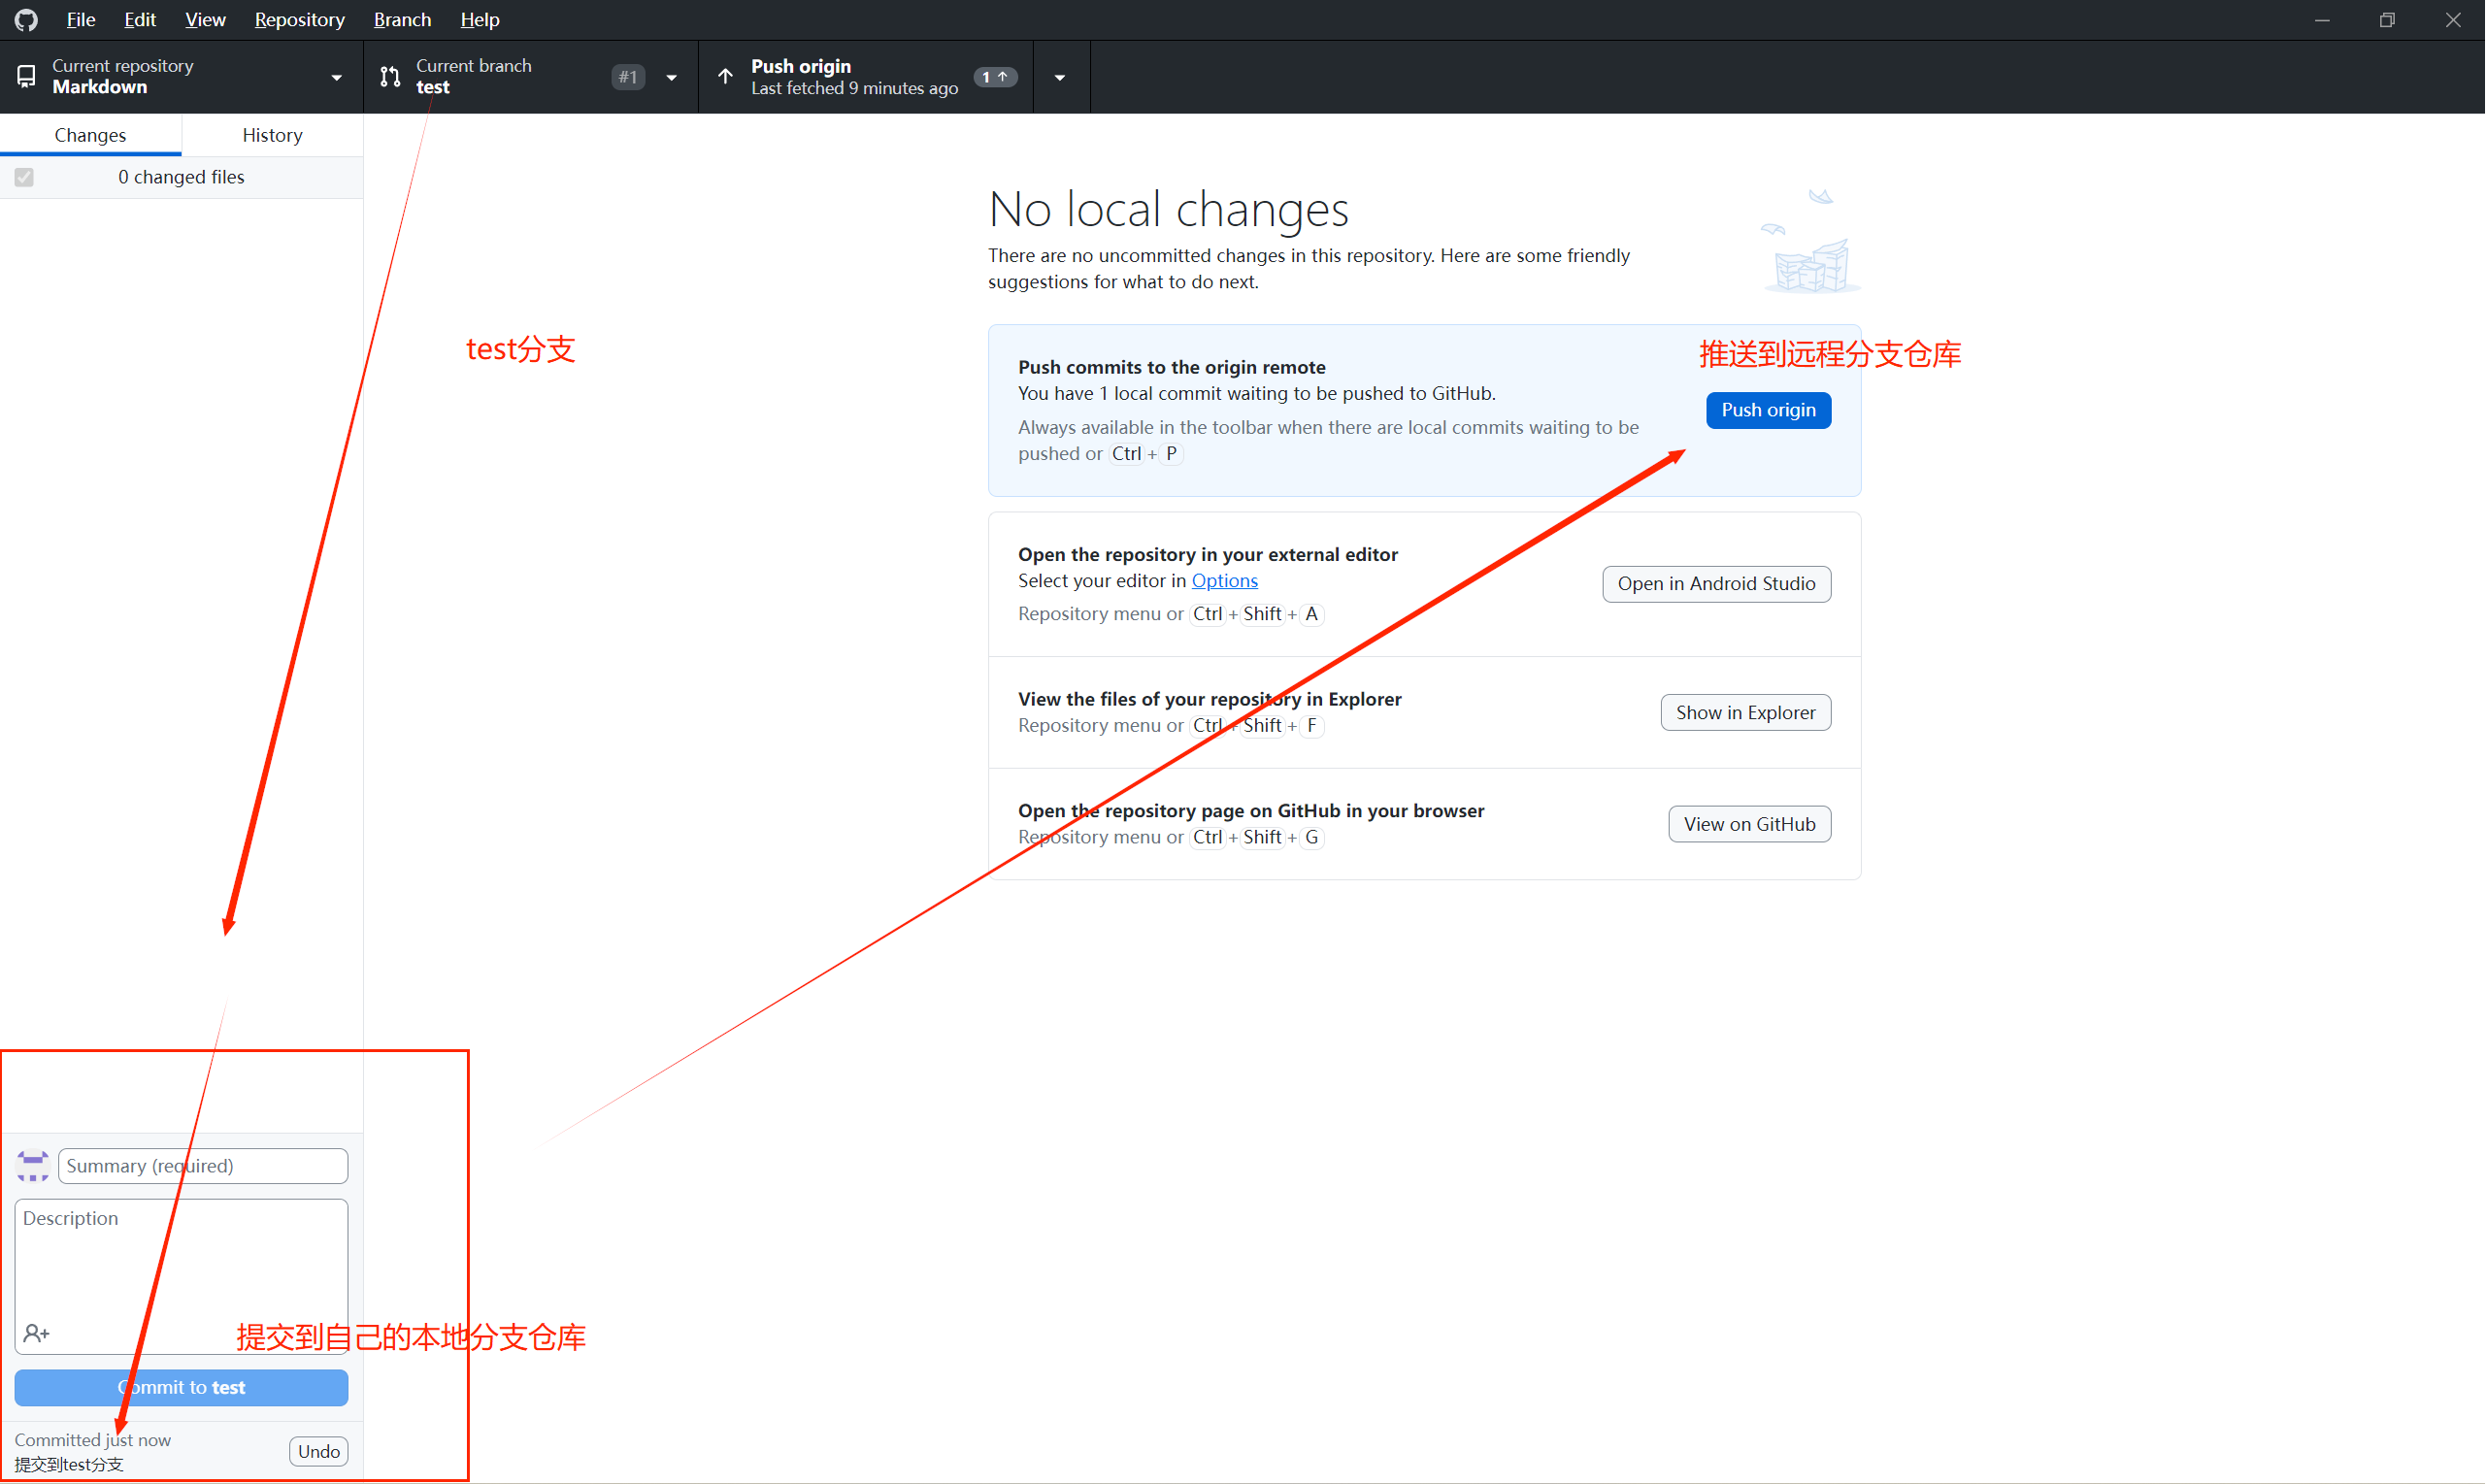 File Edit View Repository Branch Help
Current repository
Markdown
Current branch
test
#1
Push origin
Last fetched 9 minutes ago
1
Changes
History
0 changed files
No local changes
There are no uncommitted changes in this repository. Here are some friendly
suggestions for what to do next.
test分支
推送到远程分支仓库
Push commits to the origin remote
You have 1 local commit waiting to be pushed to GitHub.
Always available in the toolbar when there are local commits waiting to be
pushed or Ctrl + P
Push origin
Open the repository in your external editor
Select your editor in Options
Repository menu or Ctrl + Shift + A
Open in Android Studio
View the files of your repository in Explorer
Repository menu or Ctrl + Shift + F
Show in Explorer
Open the repository page on GitHub in your browser
Repository menu or Ctrl + Shift + G
View on GitHub
Summary (required)
Description
提交到自己的本地分支仓库
Commit to test
Committed just now
提交到test分支
Undo